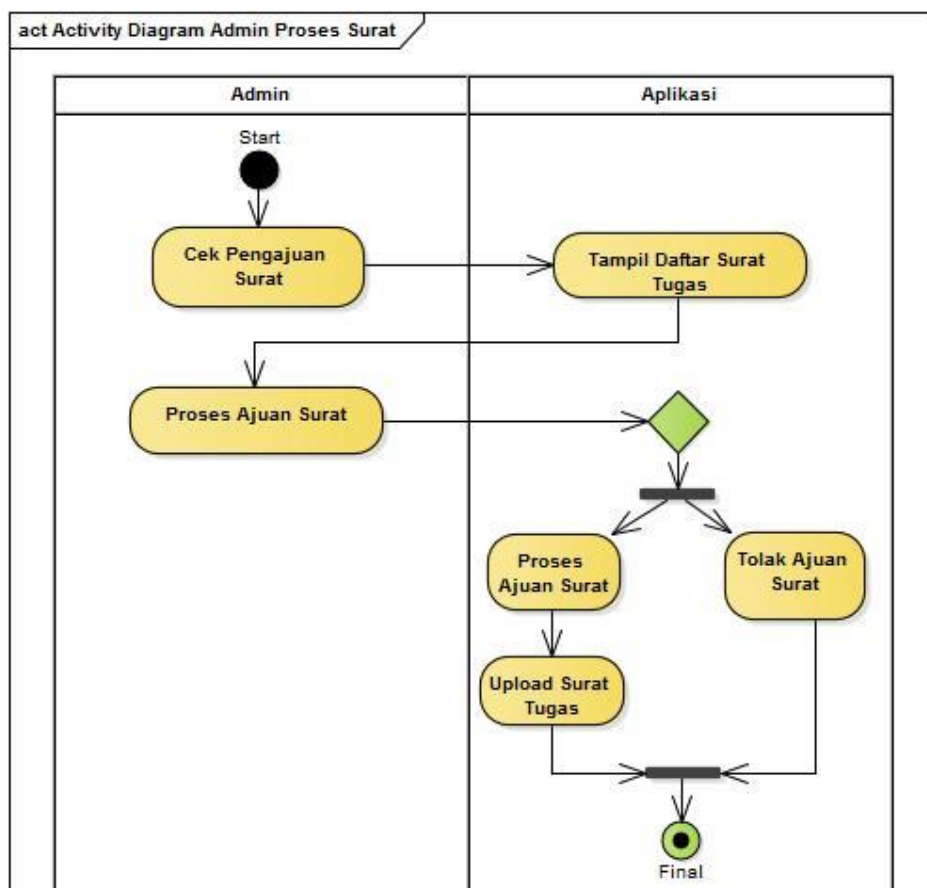 act Activity Diagram Admin Proses Surat
Admin
Aplikasi
Start
Cek Pengajuan
Surat
Tampil Daftar Surat
Tugas
Proses Ajuan Surat
Proses
Ajuan Surat
Tolak Ajuan
Surat
Upload Surat
Tugas
Final